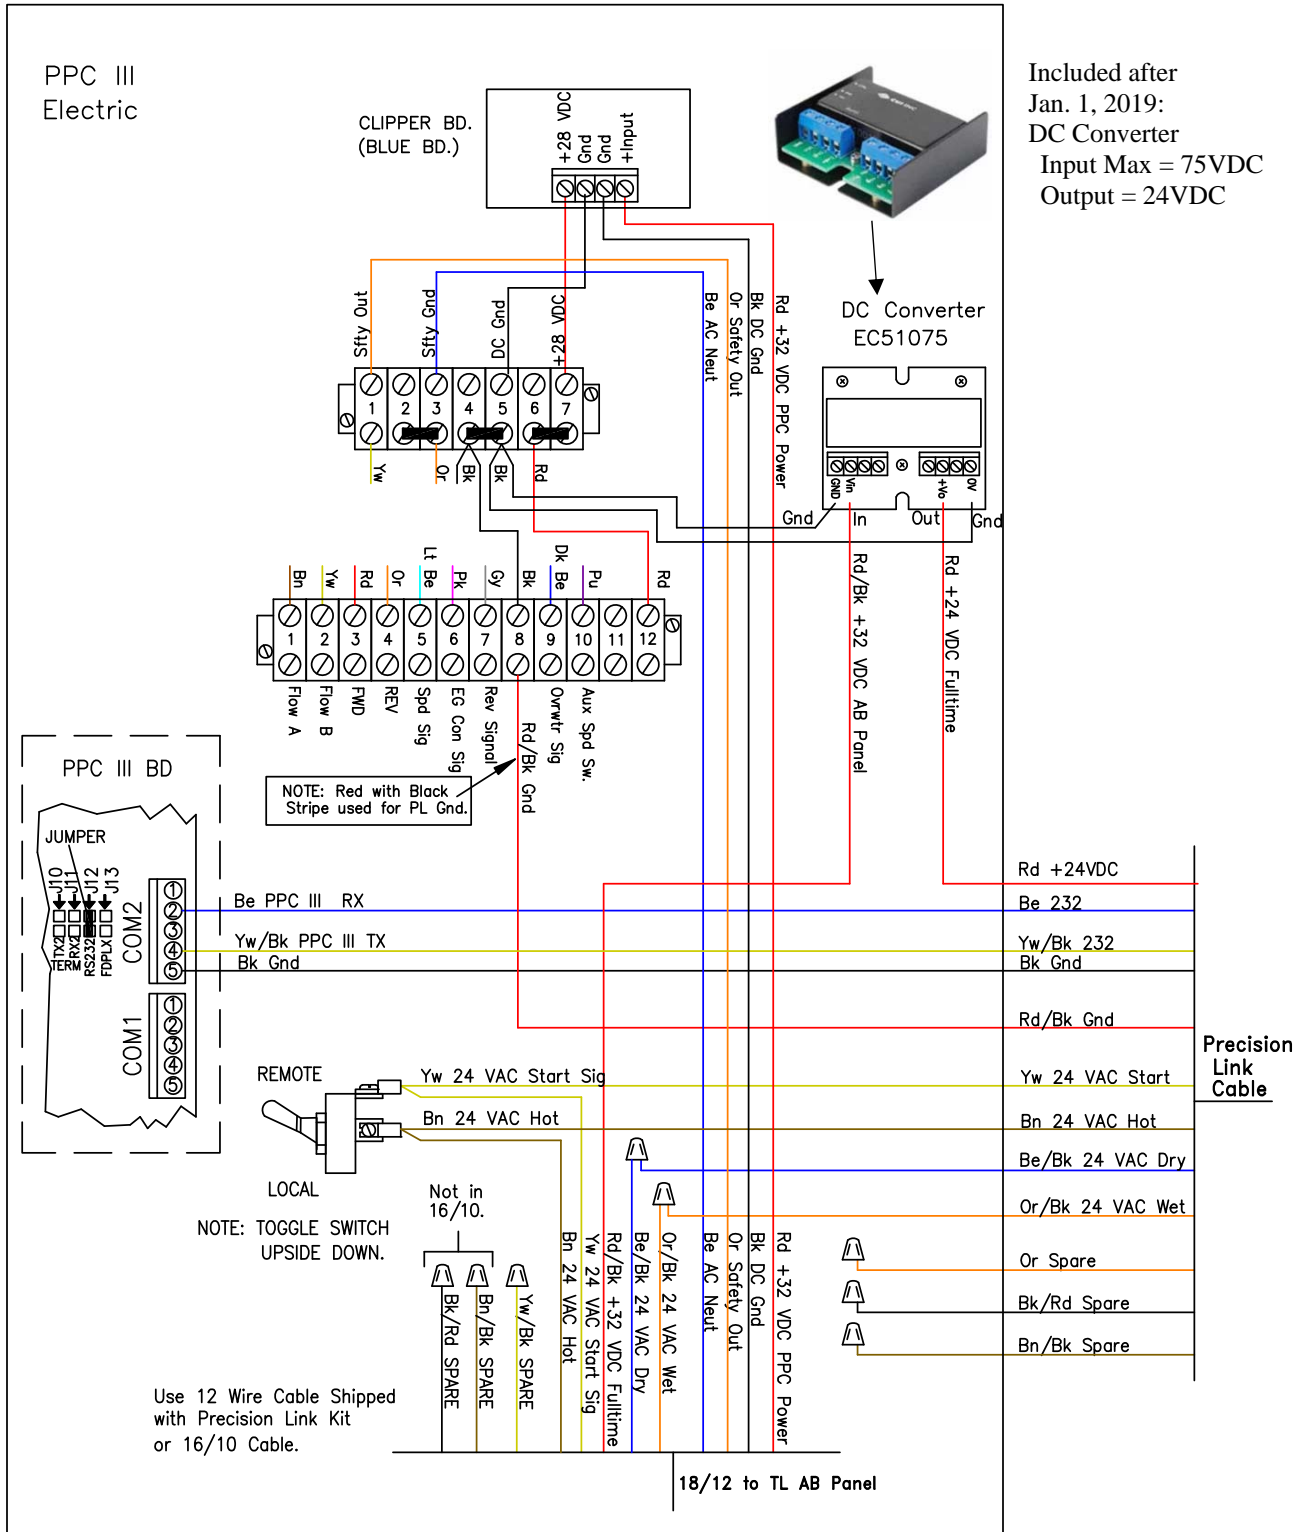 PPC III
Electric
CLIPPER BD.
(BLUE BD.)
+28 VDC
Gnd
Gnd
+Input
Included after
Jan. 1, 2019:
DC Converter
Input Max = 75VDC
Output = 24VDC
DC Converter
EC51075
Sfty Out
Sfty Gnd
DC Gnd
+28 VDC
Be AC Neut
Or Safety Out
Bk DC Gnd
Rd +32 VDC PPC Power
1
2
3
4
5
6
7
Yw
Or
Bk
Bk
Rd
GND
Vin
+Vo
0V
Gnd
In
Out
Gnd
Rd/Bk +32 VDC AB Panel
Rd +24 VDC Fulltime
Bn
Yw
Rd
Or
Lt Be
Pk
Gy
Bk
Dk Be
Pu
Rd
1
2
3
4
5
6
7
8
9
10
11
12
Flow A
Flow B
FWD
REV
Spd Sig
EG Con Sig
Rev Signal
Rd/Bk Gnd
Ovrwtr Sig
Aux Spd Sw.
NOTE: Red with Black
Stripe used for PL Gnd.
PPC III BD
JUMPER
J10
J11
J12
J13
TX2
RX2
TERM
RS232
FDPLX
COM2
1
2
3
4
5
COM1
1
2
3
4
5
Be PPC III RX
Yw/Bk PPC III TX
Bk Gnd
Rd +24VDC
Be 232
Yw/Bk 232
Bk Gnd
Rd/Bk Gnd
Precision
Link
Cable
REMOTE
Yw 24 VAC Start Sig
Yw 24 VAC Start
Bn 24 VAC Hot
Bn 24 VAC Hot
Be/Bk 24 VAC Dry
Or/Bk 24 VAC Wet
Or Spare
Bk/Rd Spare
Bn/Bk Spare
LOCAL
NOTE: TOGGLE SWITCH
UPSIDE DOWN.
Not in
16/10.
Bk/Rd SPARE
Bn/Bk SPARE
Yw/Bk SPARE
Bn 24 VAC Hot
Yw 24 VAC Start Sig
Rd/Bk +32 VDC Fulltime
Be/Bk 24 VAC Dry
Or/Bk 24 VAC Wet
Be AC Neut
Or Safety Out
Bk DC Gnd
Rd +32 VDC PPC Power
Use 12 Wire Cable Shipped
with Precision Link Kit
or 16/10 Cable.
18/12 to TL AB Panel